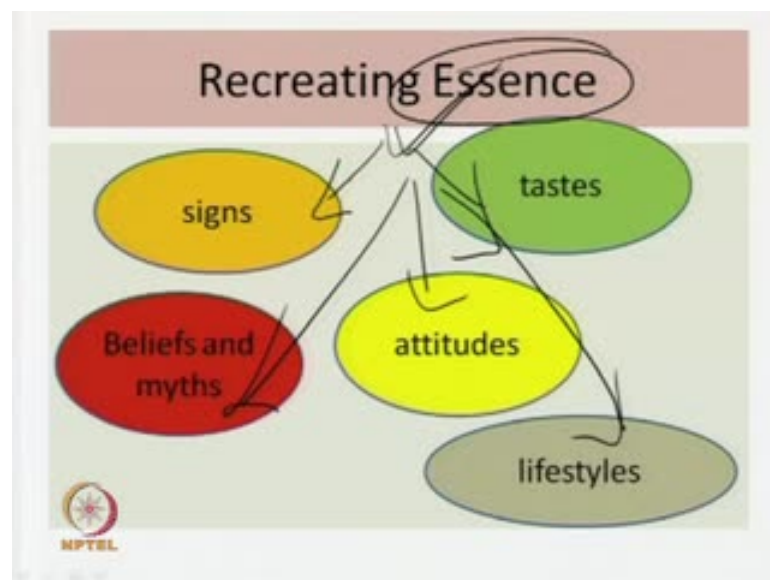 Recreating Essence
signs
tastes
Beliefs and
myths
attitudes
lifestyles
NPTEL